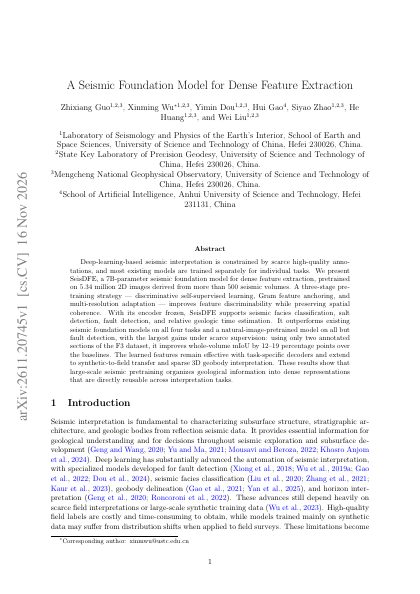 arXiv:2611.20745v1 [cs.CV] 16 Nov 2026
A Seismic Foundation Model for Dense Feature Extraction
Zhixiang Guo1,2,3, Xinming Wu*1,2,3, Yimin Dou1,2,3, Hui Gao4, Siyao Zhao1,2,3, He
Huang1,2,3, and Wei Liu1,2,3
1Laboratory of Seismology and Physics of the Earth's Interior, School of Earth and
Space Sciences, University of Science and Technology of China, Hefei 230026, China.
2State Key Laboratory of Precision Geodesy, University of Science and Technology of
China, Hefei 230026, China.
3Mengcheng National Geophysical Observatory, University of Science and Technology of
China, Hefei 230026, China.
4School of Artificial Intelligence, Anhui University of Science and Technology, Hefei
231131, China
Abstract
Deep-learning-based seismic interpretation is constrained by scarce high-quality anno-
tations, and most existing models are trained separately for individual tasks. We present
SeisDFE, a 7B-parameter seismic foundation model for dense feature extraction, pretrained
on 5.34 million 2D images derived from more than 500 seismic volumes. A three-stage pre-
training strategy — discriminative self-supervised learning, Gram feature anchoring, and
multi-resolution adaptation — improves feature discriminability while preserving spatial
coherence. With its encoder frozen, SeisDFE supports seismic facies classification, salt
delineation, fault detection, and relative geologic time estimation. It outperforms existing
seismic foundation models on all four tasks and a natural-image-pretrained model on all but
fault detection, with the largest gains under scarce supervision: using only two annotated
sections of the F3 dataset, it improves whole-volume mIoU by 12–19 percentage points over
the baselines. The learned features remain effective with task-specific decoders and extend
to synthetic-to-field transfer and sparse 3D geobody interpretation. These results show that
large-scale seismic pretraining organizes geological information into dense representations
that are directly reusable across interpretation tasks.
1 Introduction
Seismic interpretation is fundamental to characterizing subsurface structure, stratigraphic ar-
chitecture, and geologic bodies from reflection seismic data. It provides essential information for
geological understanding and for decisions throughout seismic exploration and subsurface de-
velopment (Geng and Wang, 2020; Yu and Ma, 2021; Mousavi and Beroza, 2022; Khosro Anjom
et al., 2024). Deep learning has substantially advanced the automation of seismic interpretation,
with specialized models developed for fault detection (Xiong et al., 2018; Wu et al., 2019a; Gao
et al., 2022; Dou et al., 2024), seismic facies classification (Liu et al., 2020; Zhang et al., 2021;
Kaur et al., 2023), geobody delineation (Gao et al., 2021; Yan et al., 2025), and horizon inter-
pretation (Geng et al., 2020; Roncoroni et al., 2022). These advances still depend heavily on
scarce field interpretations or large-scale synthetic training data (Wu et al., 2023). High-quality
field labels are costly and time-consuming to obtain, while models trained mainly on synthetic
data may suffer from distribution shifts when applied to field surveys. These limitations become
*Corresponding author: xinmwu@ustc.edu.cn
1